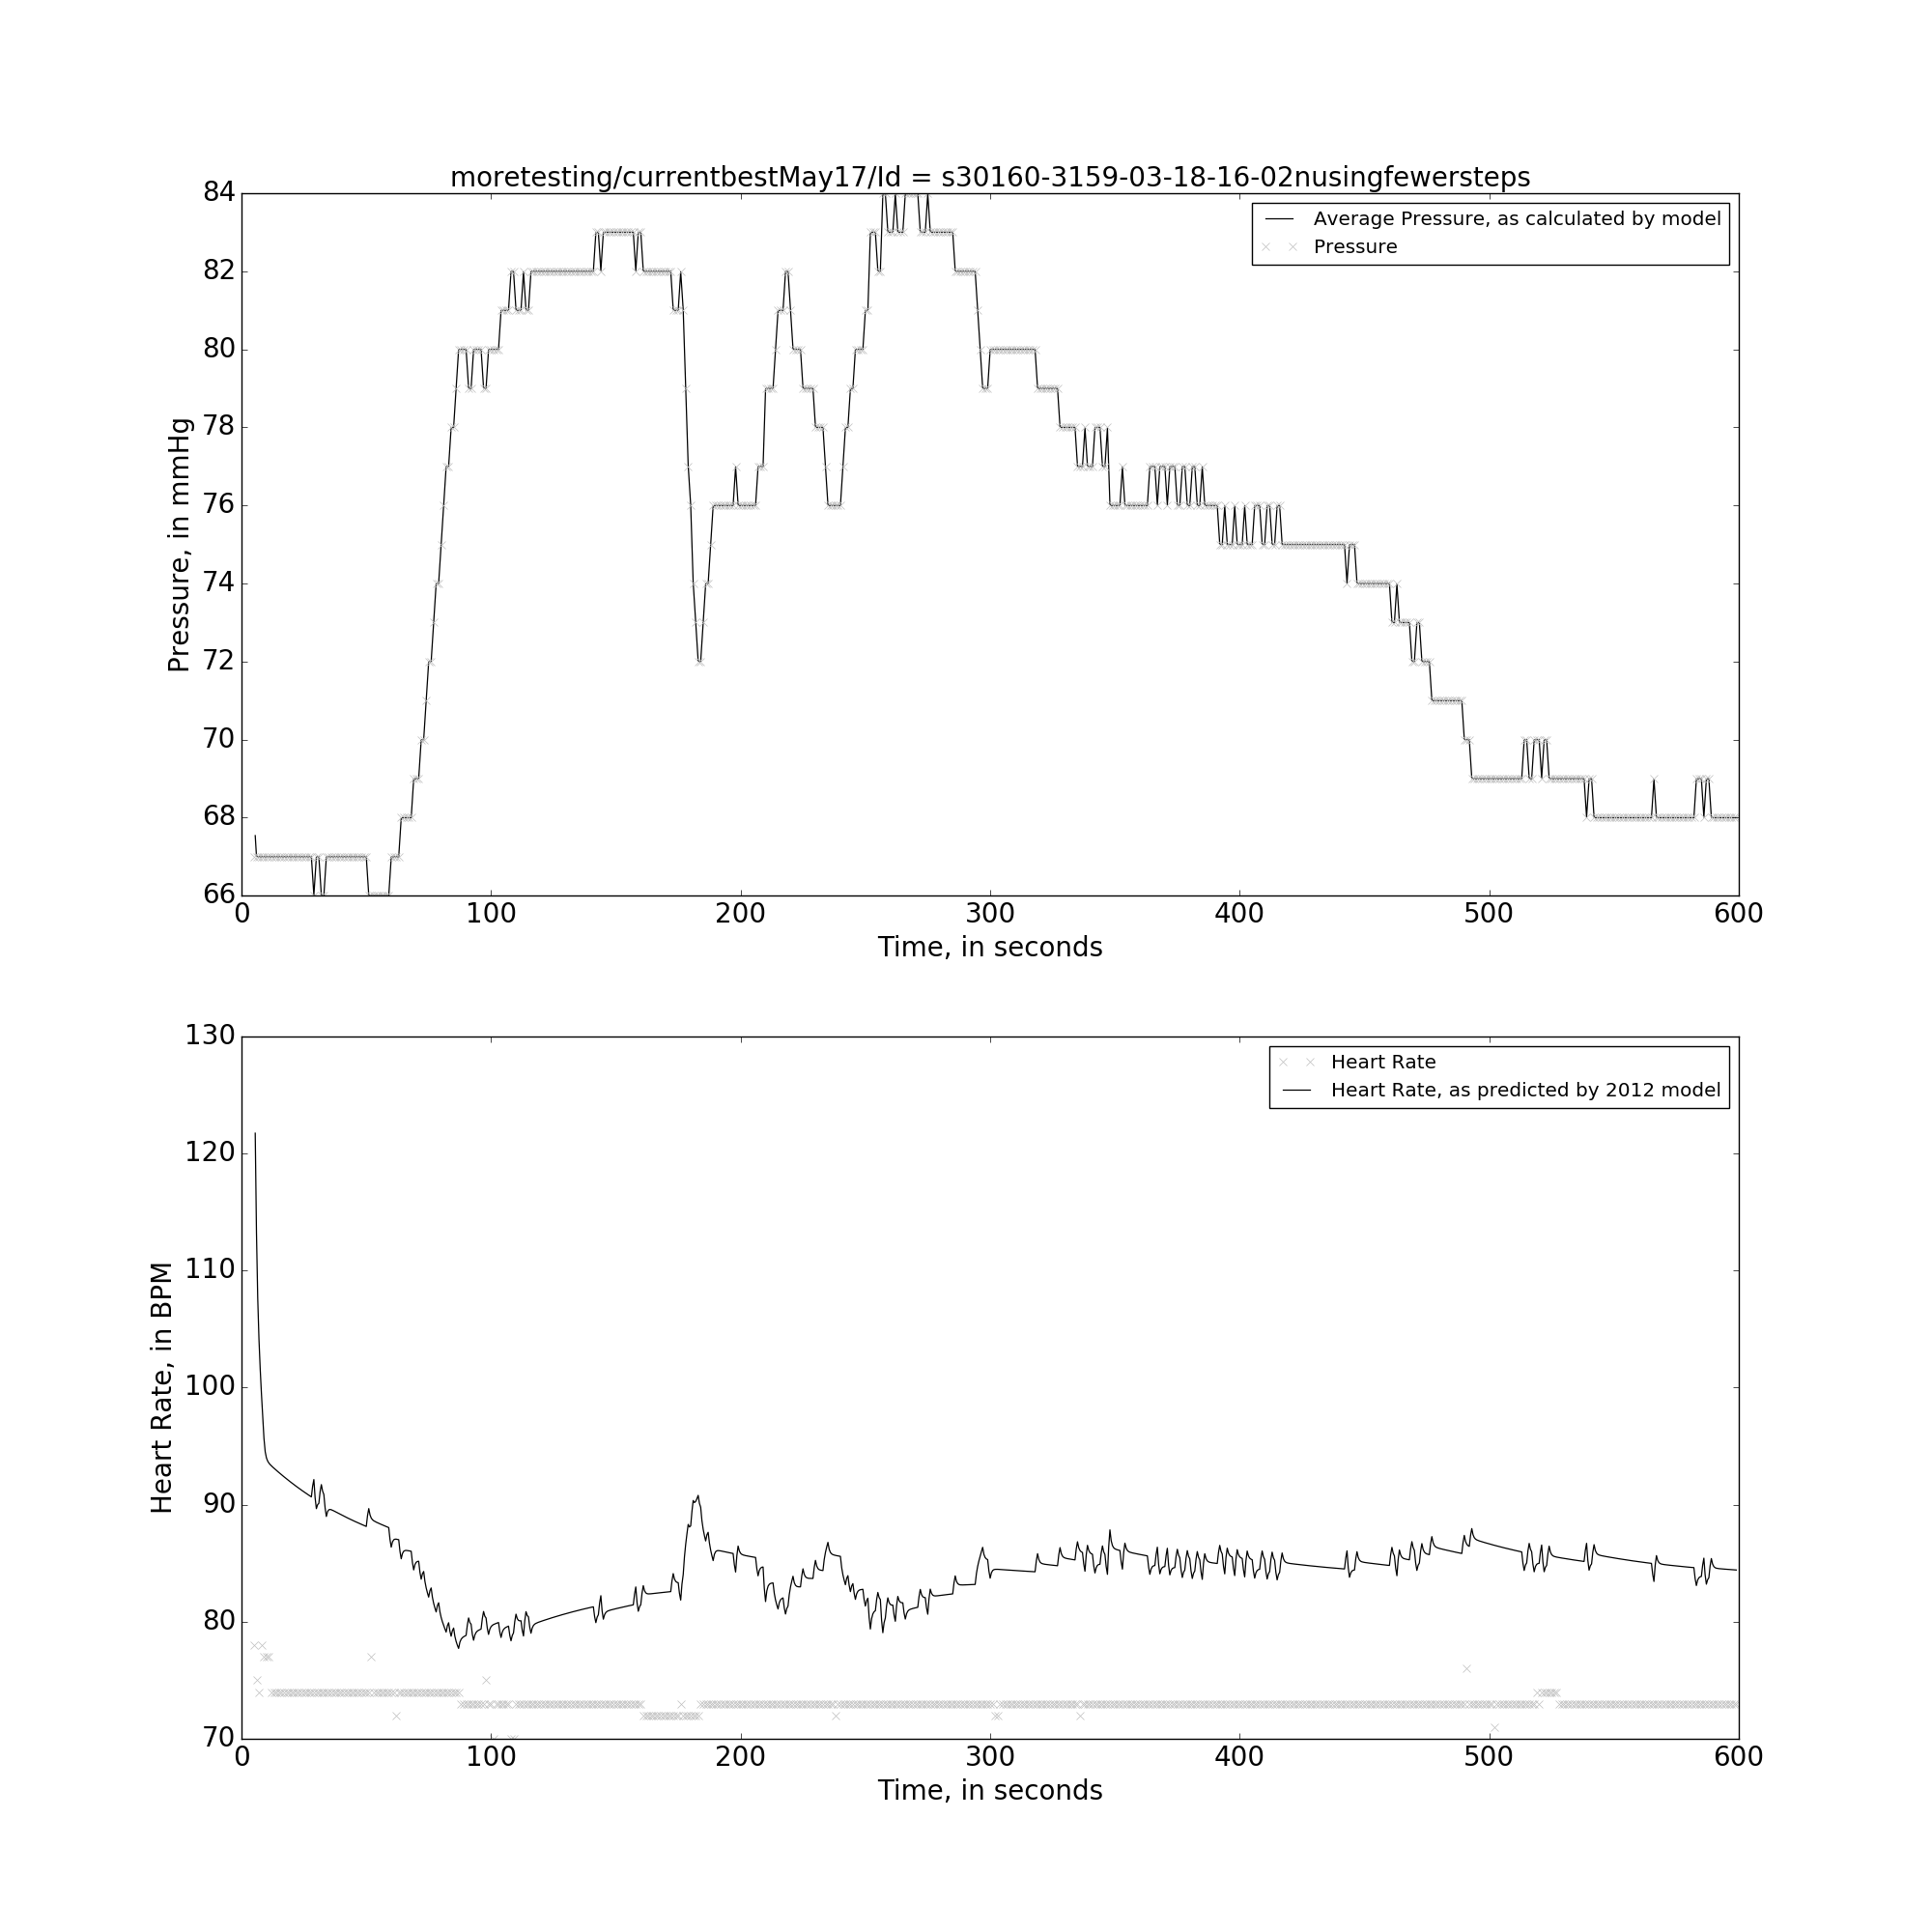 moretesting/currentbestMay17/Id = s30160-3159-03-18-16-02nusingfewersteps
84
82
80
78
76
74
72
70
68
66
Pressure, in mmHg
Average Pressure, as calculated by model
Pressure
0 100 200 300 400 500 600
Time, in seconds
130
120
110
100
90
80
70
Heart Rate, in BPM
Heart Rate
Heart Rate, as predicted by 2012 model
0 100 200 300 400 500 600
Time, in seconds